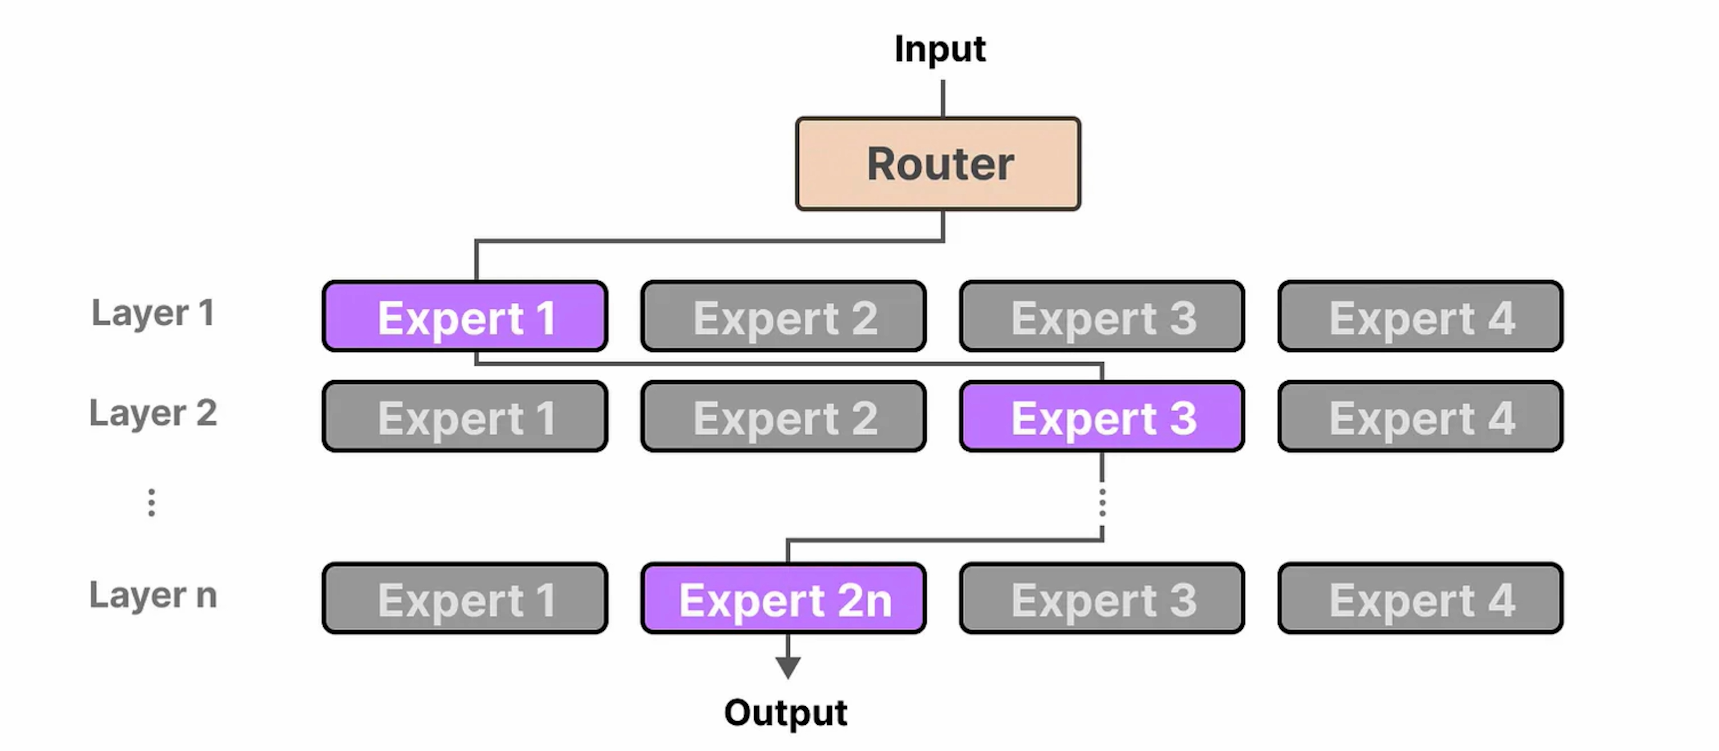 Input
Router
Layer 1 Expert 1 Expert 2 Expert 3 Expert 4
Layer 2 Expert 1 Expert 2 Expert 3 Expert 4
Layer n Expert 1 Expert 2n Expert 3 Expert 4
Output